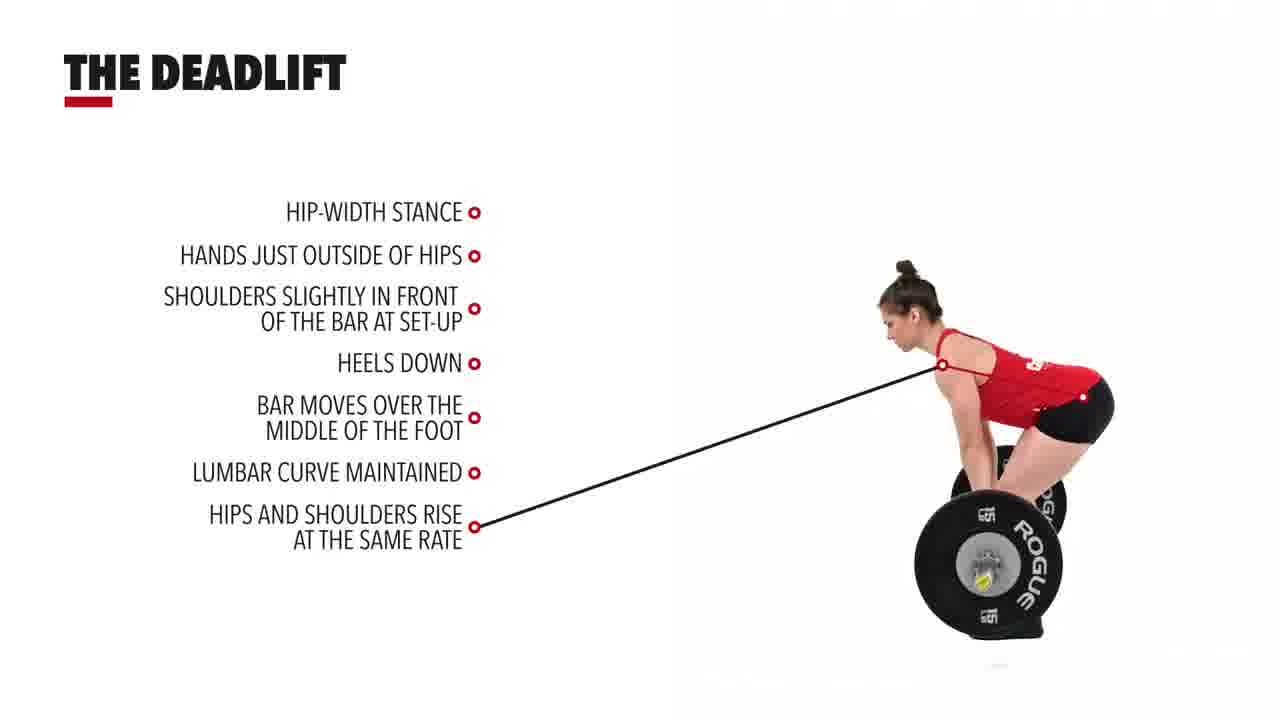 THE DEADLIFT
HIP-WIDTH STANCE
HANDS JUST OUTSIDE OF HIPS
SHOULDERS SLIGHTLY IN FRONT
OF THE BAR AT SET-UP
HEELS DOWN
BAR MOVES OVER THE
MIDDLE OF THE FOOT
LUMBAR CURVE MAINTAINED
HIPS AND SHOULDERS RISE
AT THE SAME RATE
15
ROGUE
15